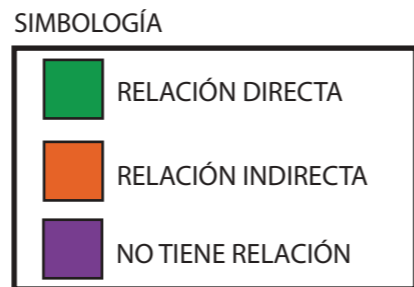 SIMBOLOGÍA
RELACIÓN DIRECTA
RELACIÓN INDIRECTA
NO TIENE RELACIÓN